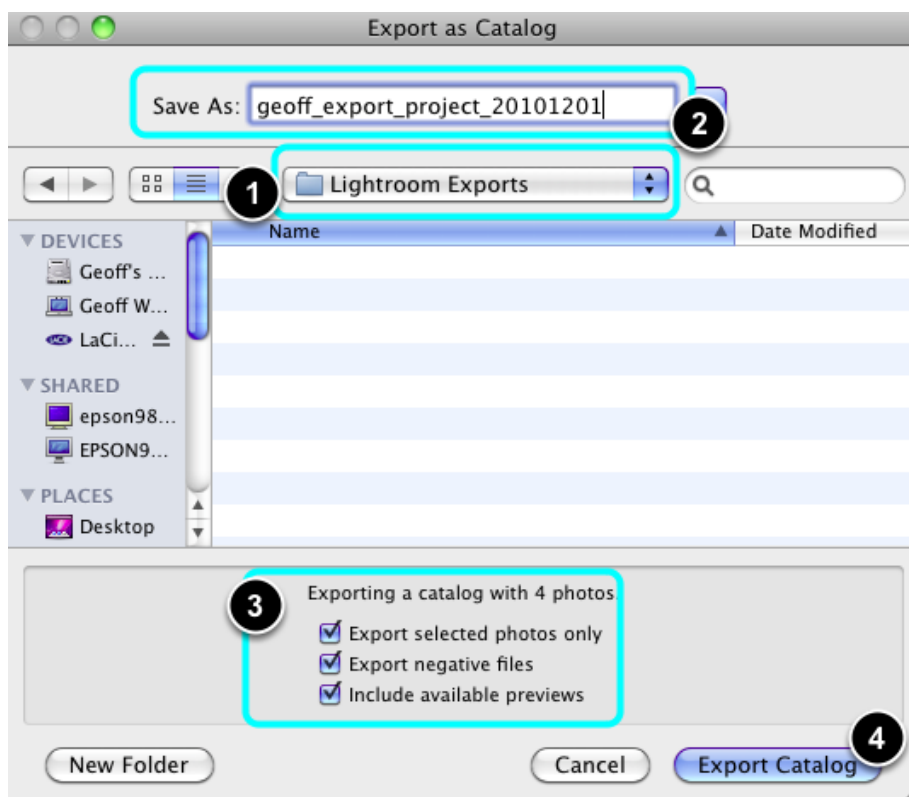 Export as Catalog
Save As: geoff_export_project_20101201
2
1
Lightroom Exports
Name Date Modified
DEVICES
Geoff's ...
Geoff W...
LaCi...
SHARED
epson98...
EPSON9...
PLACES
Desktop
3
Exporting a catalog with 4 photos.
Export selected photos only
Export negative files
Include available previews
4
New Folder Cancel Export Catalog